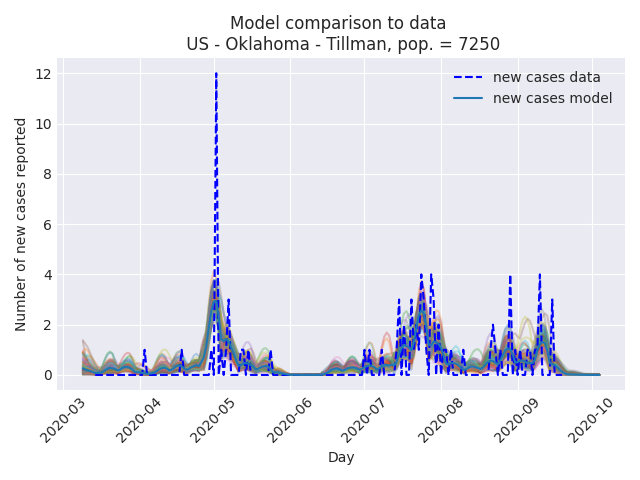 Model comparison to data
US - Oklahoma - Tillman, pop. = 7250
new cases data
new cases model
Number of new cases reported
12
10
8
6
4
2
0
2020-03
2020-04
2020-05
2020-06
2020-07
2020-08
2020-09
2020-10
Day